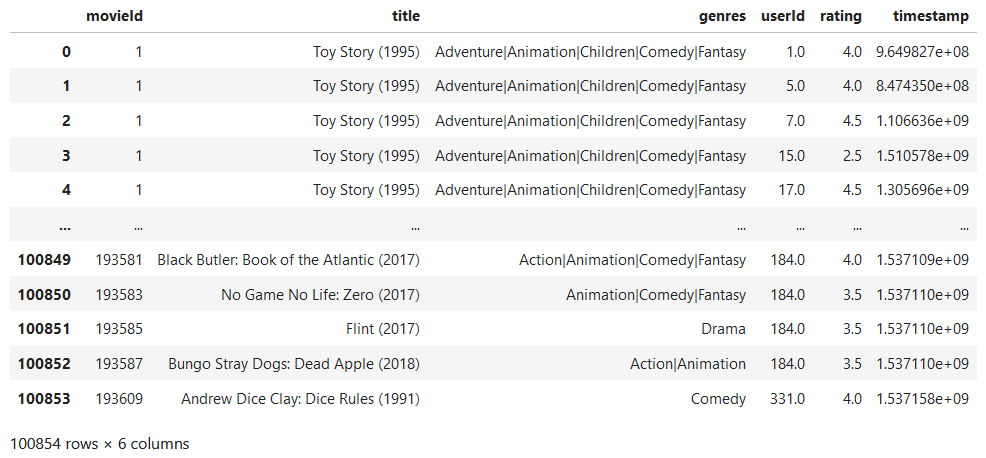 movieId title genres userId rating timestamp
0 1 Toy Story (1995) Adventure|Animation|Children|Comedy|Fantasy 1.0 4.0 9.649827e+08
1 1 Toy Story (1995) Adventure|Animation|Children|Comedy|Fantasy 5.0 4.0 8.474350e+08
2 1 Toy Story (1995) Adventure|Animation|Children|Comedy|Fantasy 7.0 4.5 1.106636e+09
3 1 Toy Story (1995) Adventure|Animation|Children|Comedy|Fantasy 15.0 2.5 1.510578e+09
4 1 Toy Story (1995) Adventure|Animation|Children|Comedy|Fantasy 17.0 4.5 1.305696e+09
... ... ... ... ... ... ...
100849 193581 Black Butler: Book of the Atlantic (2017) Action|Animation|Comedy|Fantasy 184.0 4.0 1.537109e+09
100850 193583 No Game No Life: Zero (2017) Animation|Comedy|Fantasy 184.0 3.5 1.537110e+09
100851 193585 Flint (2017) Drama 184.0 3.5 1.537110e+09
100852 193587 Bungo Stray Dogs: Dead Apple (2018) Action|Animation 184.0 3.5 1.537110e+09
100853 193609 Andrew Dice Clay: Dice Rules (1991) Comedy 331.0 4.0 1.537158e+09
100854 rows × 6 columns